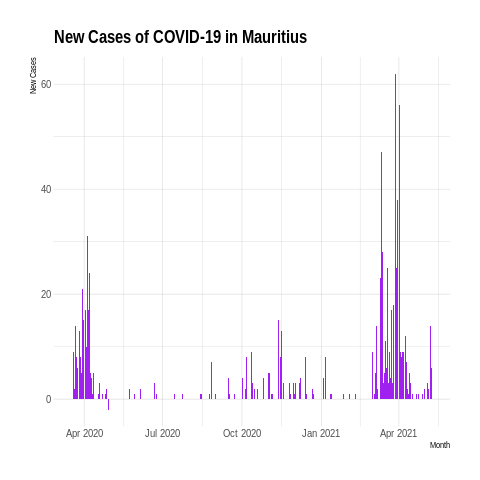 New Cases of COVID-19 in Mauritius
New Cases
60
40
20
0
Apr 2020 Jul 2020 Oct 2020 Jan 2021 Apr 2021
Month